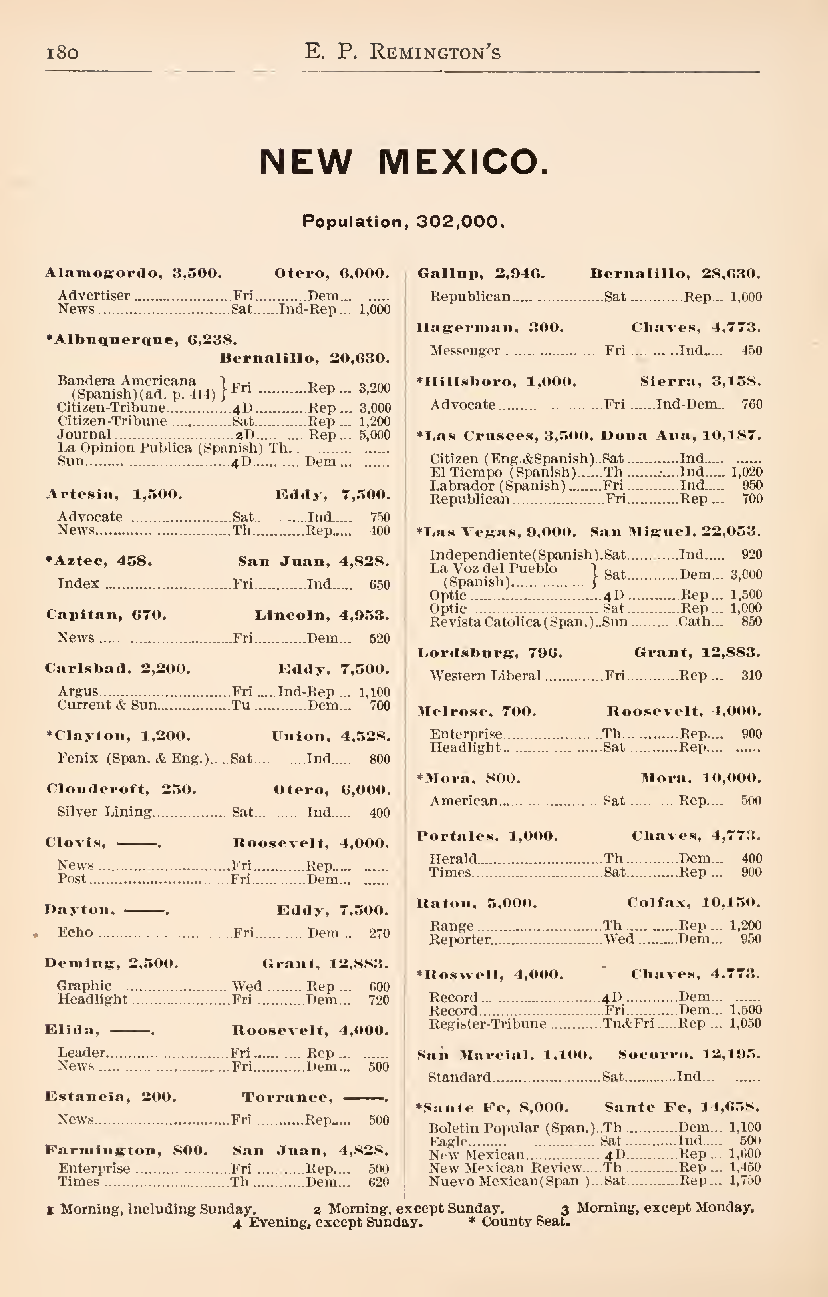 180 E. P. Remington's
NEW MEXICO.
Population, 302,000.
Alamogordo, 3,500. Otero, 6,000.
Advertiser Fri Dem
News Sat Ind-Rep 1,000
*Albuquerque, 6,238.
Bernalillo, 20,630.
Bandera Americana
(Spanish)(ad. p. 414) } Fri Rep 3,200
Citizen-Tribune 4D Rep 3,000
Citizen-Tribune Sat Rep 1,200
Journal 2D Rep 5,000
La Opinion Publica (Spanish) Th
Sun 4D Dem
Artesia, 1,500. Eddy, 7,500.
Advocate Sat Ind 750
News Th Rep 400
*Aztec, 458. San Juan, 4,828.
Index Fri Ind 650
Capitan, 670. Lincoln, 4,953.
News Fri Dem 520
Carlsbad, 2,200. Eddy, 7,500.
Argus Fri Ind-Rep 1,100
Current & Sun Tu Dem 700
*Clayton, 1,200. Union, 4,528.
Fenix (Span. & Eng.) Sat Ind 800
Cloudcroft, 250. Otero, 6,000.
Silver Lining Sat Ind 400
Clovis, ——. Roosevelt, 4,000.
News Fri Rep
Post Fri Dem
Dayton, ——. Eddy, 7,500.
Echo Fri Dem 270
Deming, 2,500. Grant, 12,883.
Graphic Wed Rep 600
Headlight Fri Dem 720
Elida, ——. Roosevelt, 4,000.
Leader Fri Rep
News Fri Dem 500
Estancia, 200. Torrance, ——.
News Fri Rep 500
Farmington, 800. San Juan, 4,828.
Enterprise Fri Rep 500
Times Th Dem 620
Gallup, 2,946. Bernalillo, 28,630.
Republican Sat Rep 1,000
Hagerman, 300. Chaves, 4,773.
Messenger Fri Ind 450
*Hillsboro, 1,000. Sierra, 3,158.
Advocate Fri Ind-Dem 760
*Las Crusces, 3,500. Dona Ana, 10,187.
Citizen (Eng.&Spanish) Sat Ind
El Tiempo (Spanish) Th Ind 1,020
Labrador (Spanish) Fri Ind 950
Republican Fri Rep 700
*Las Vegas, 9,000. San Miguel, 22,053.
Independiente(Spanish) Sat Ind 920
La Voz del Pueblo
(Spanish) } Sat Dem 3,000
Optic 4D Rep 1,500
Optic Sat Rep 1,000
Revista Catolica (Span.) Sun Cath 850
Lordsburg, 796. Grant, 12,883.
Western Liberal Fri Rep 310
Melrose, 700. Roosevelt, 4,000.
Enterprise Th Rep 900
Headlight Sat Rep
*Mora, 800. Mora, 10,000.
American Sat Rep 500
Portales, 1,000. Chaves, 4,773.
Herald Th Dem 400
Times Sat Rep 900
Raton, 5,000. Colfax, 10,150.
Range Th Rep 1,200
Reporter Wed Dem 950
*Roswell, 4,000. Chaves, 4.773.
Record 4D Dem
Record Fri Dem 1,500
Register-Tribune Tu&Fri Rep 1,050
San Marcial, 1,100. Socorro, 12,195.
Standard Sat Ind
*Sante Fe, 8,000. Sante Fe, 14,658.
Boletin Popular (Span.) Th Dem 1,100
Eagle Sat Ind 500
New Mexican 4D Rep 1,600
New Mexican Review Th Rep 1,450
Nuevo Mexican(Span ) Sat Rep 1,750
1 Morning, including Sunday. 2 Morning, except Sunday. 3 Morning, except Monday.
4 Evening, except Sunday. * County Seat.